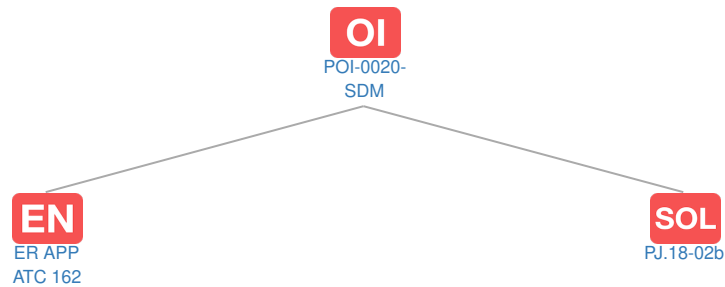 OI
POI-0020-
SDM
EN
ER APP
ATC 162
SOL
PJ.18-02b